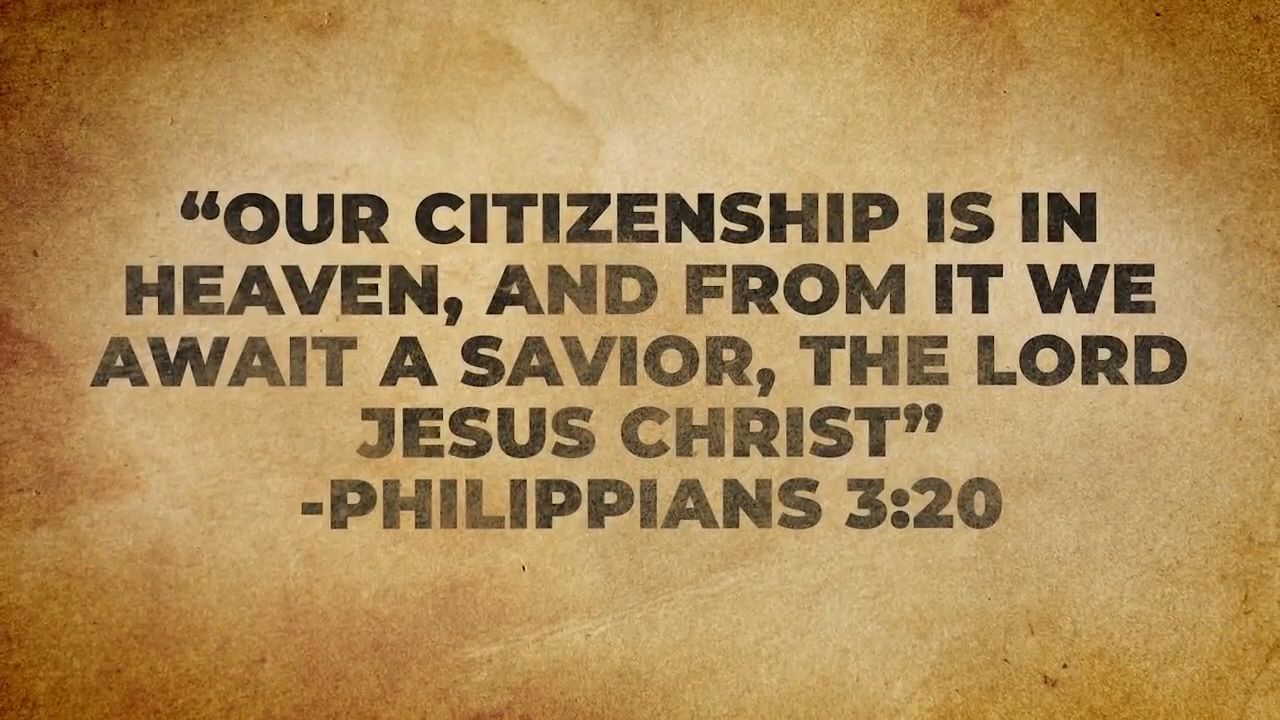 “OUR CITIZENSHIP IS IN
HEAVEN, AND FROM IT WE
AWAIT A SAVIOR, THE LORD
JESUS CHRIST”
-PHILIPPIANS 3:20